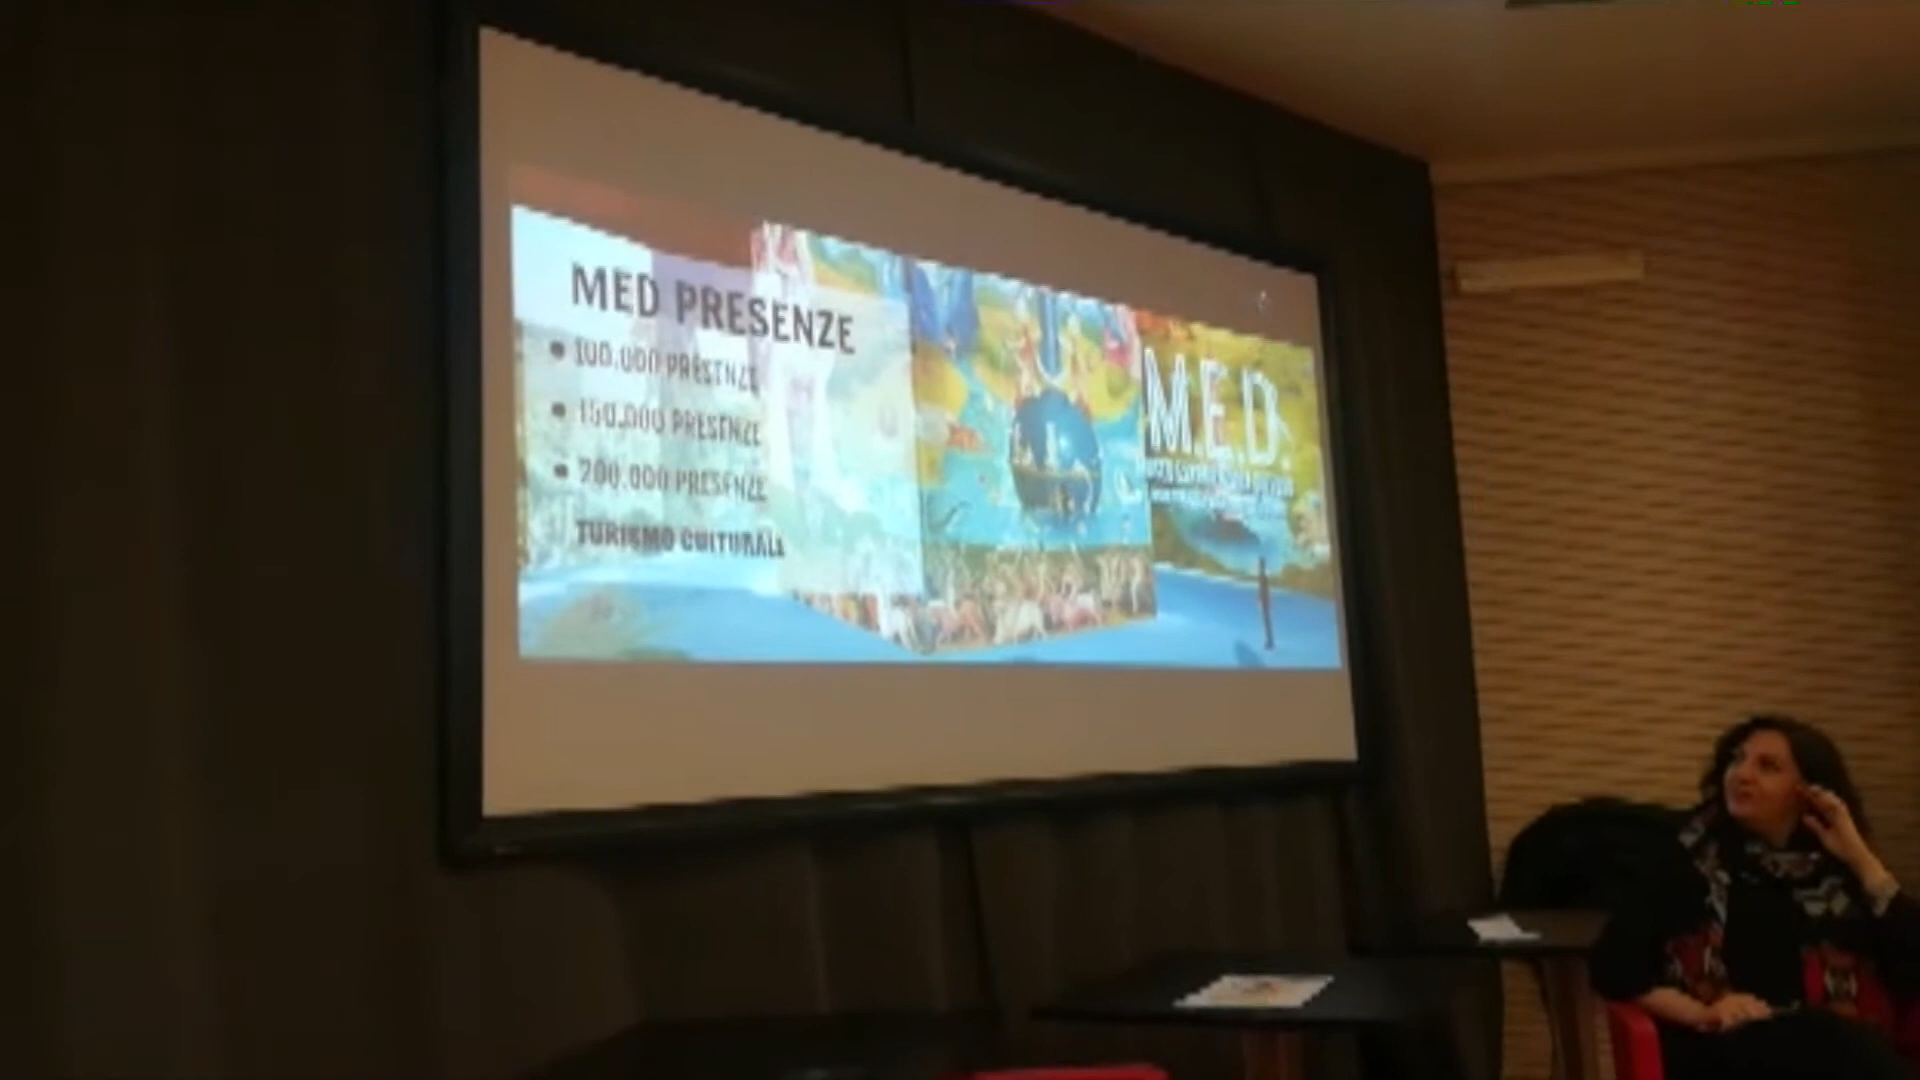 MED PRESENZE
• 100.000 PRESENZE
• 150.000 PRESENZE
• 200.000 PRESENZE
TURISMO CULTURALE
M.E.D.